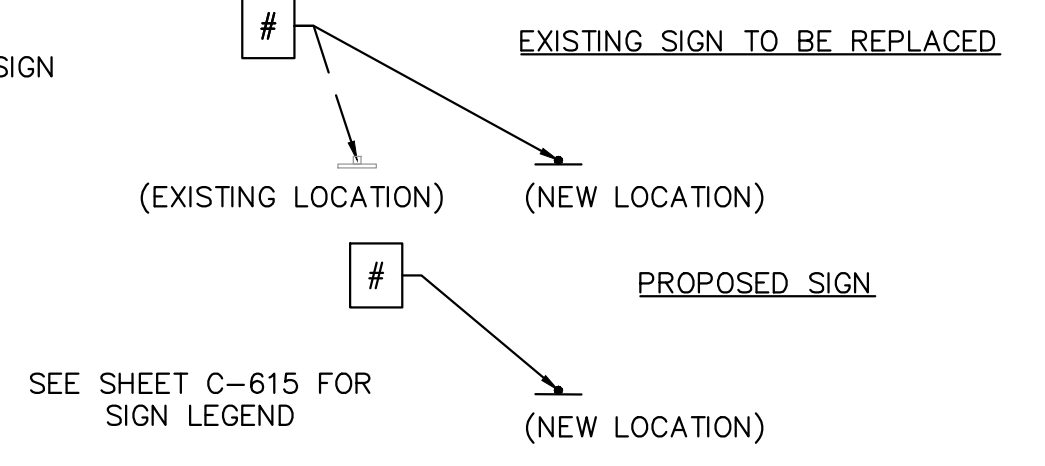 #
EXISTING SIGN TO BE REPLACED
SIGN
(EXISTING LOCATION)
(NEW LOCATION)
#
PROPOSED SIGN
SEE SHEET C-615 FOR
SIGN LEGEND
(NEW LOCATION)